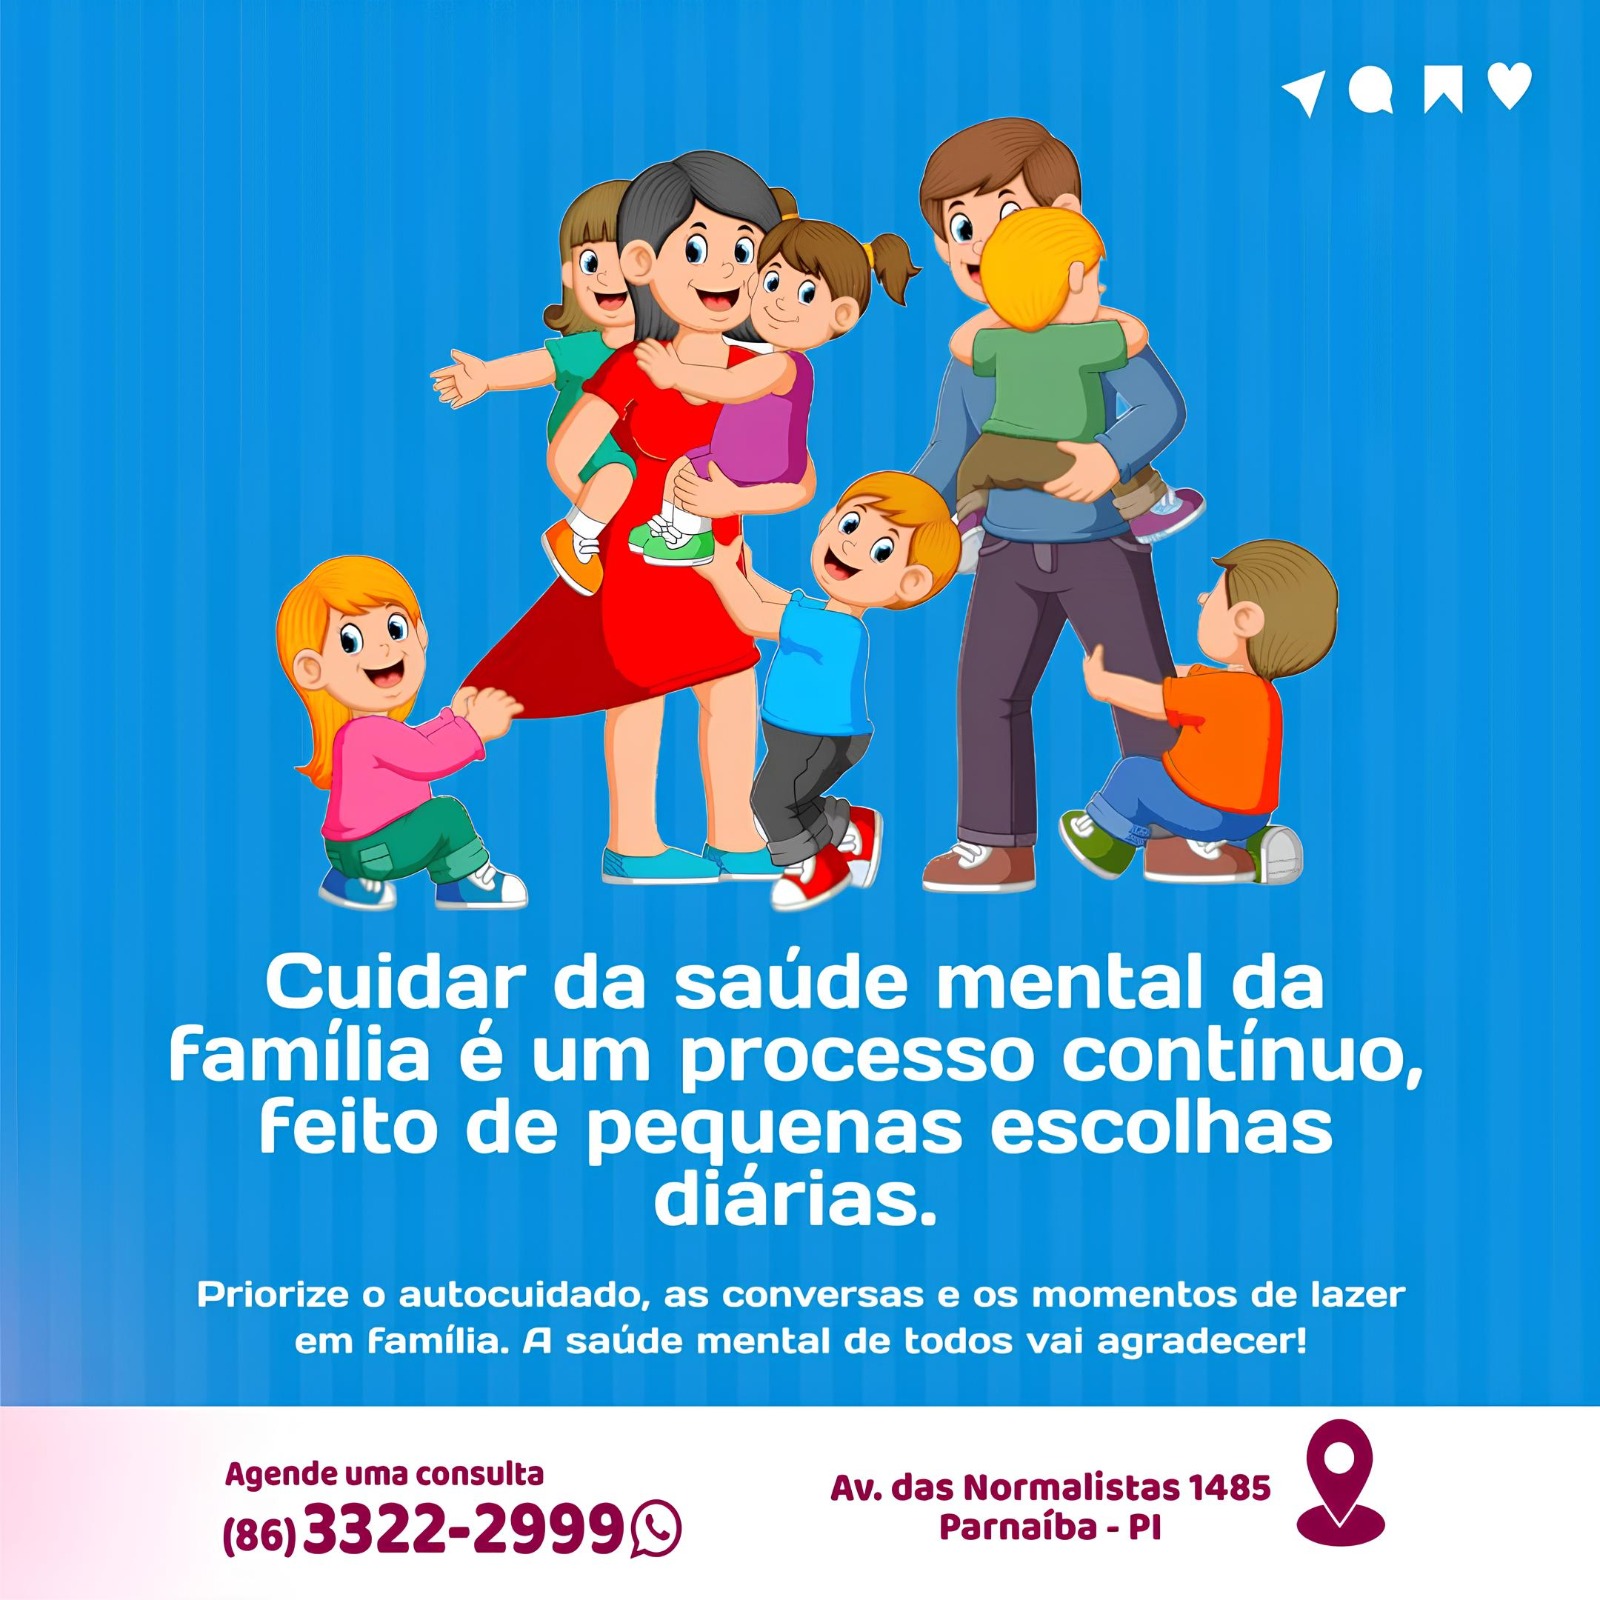 Cuidar da saúde mental da
família é um processo contínuo,
feito de pequenas escolhas
diárias.
Priorize o autocuidado, as conversas e os momentos de lazer
em família. A saúde mental de todos vai agradecer!
Agende uma consulta
(86) 3322-2999
Av. das Normalistas 1485
Parnaíba - PI